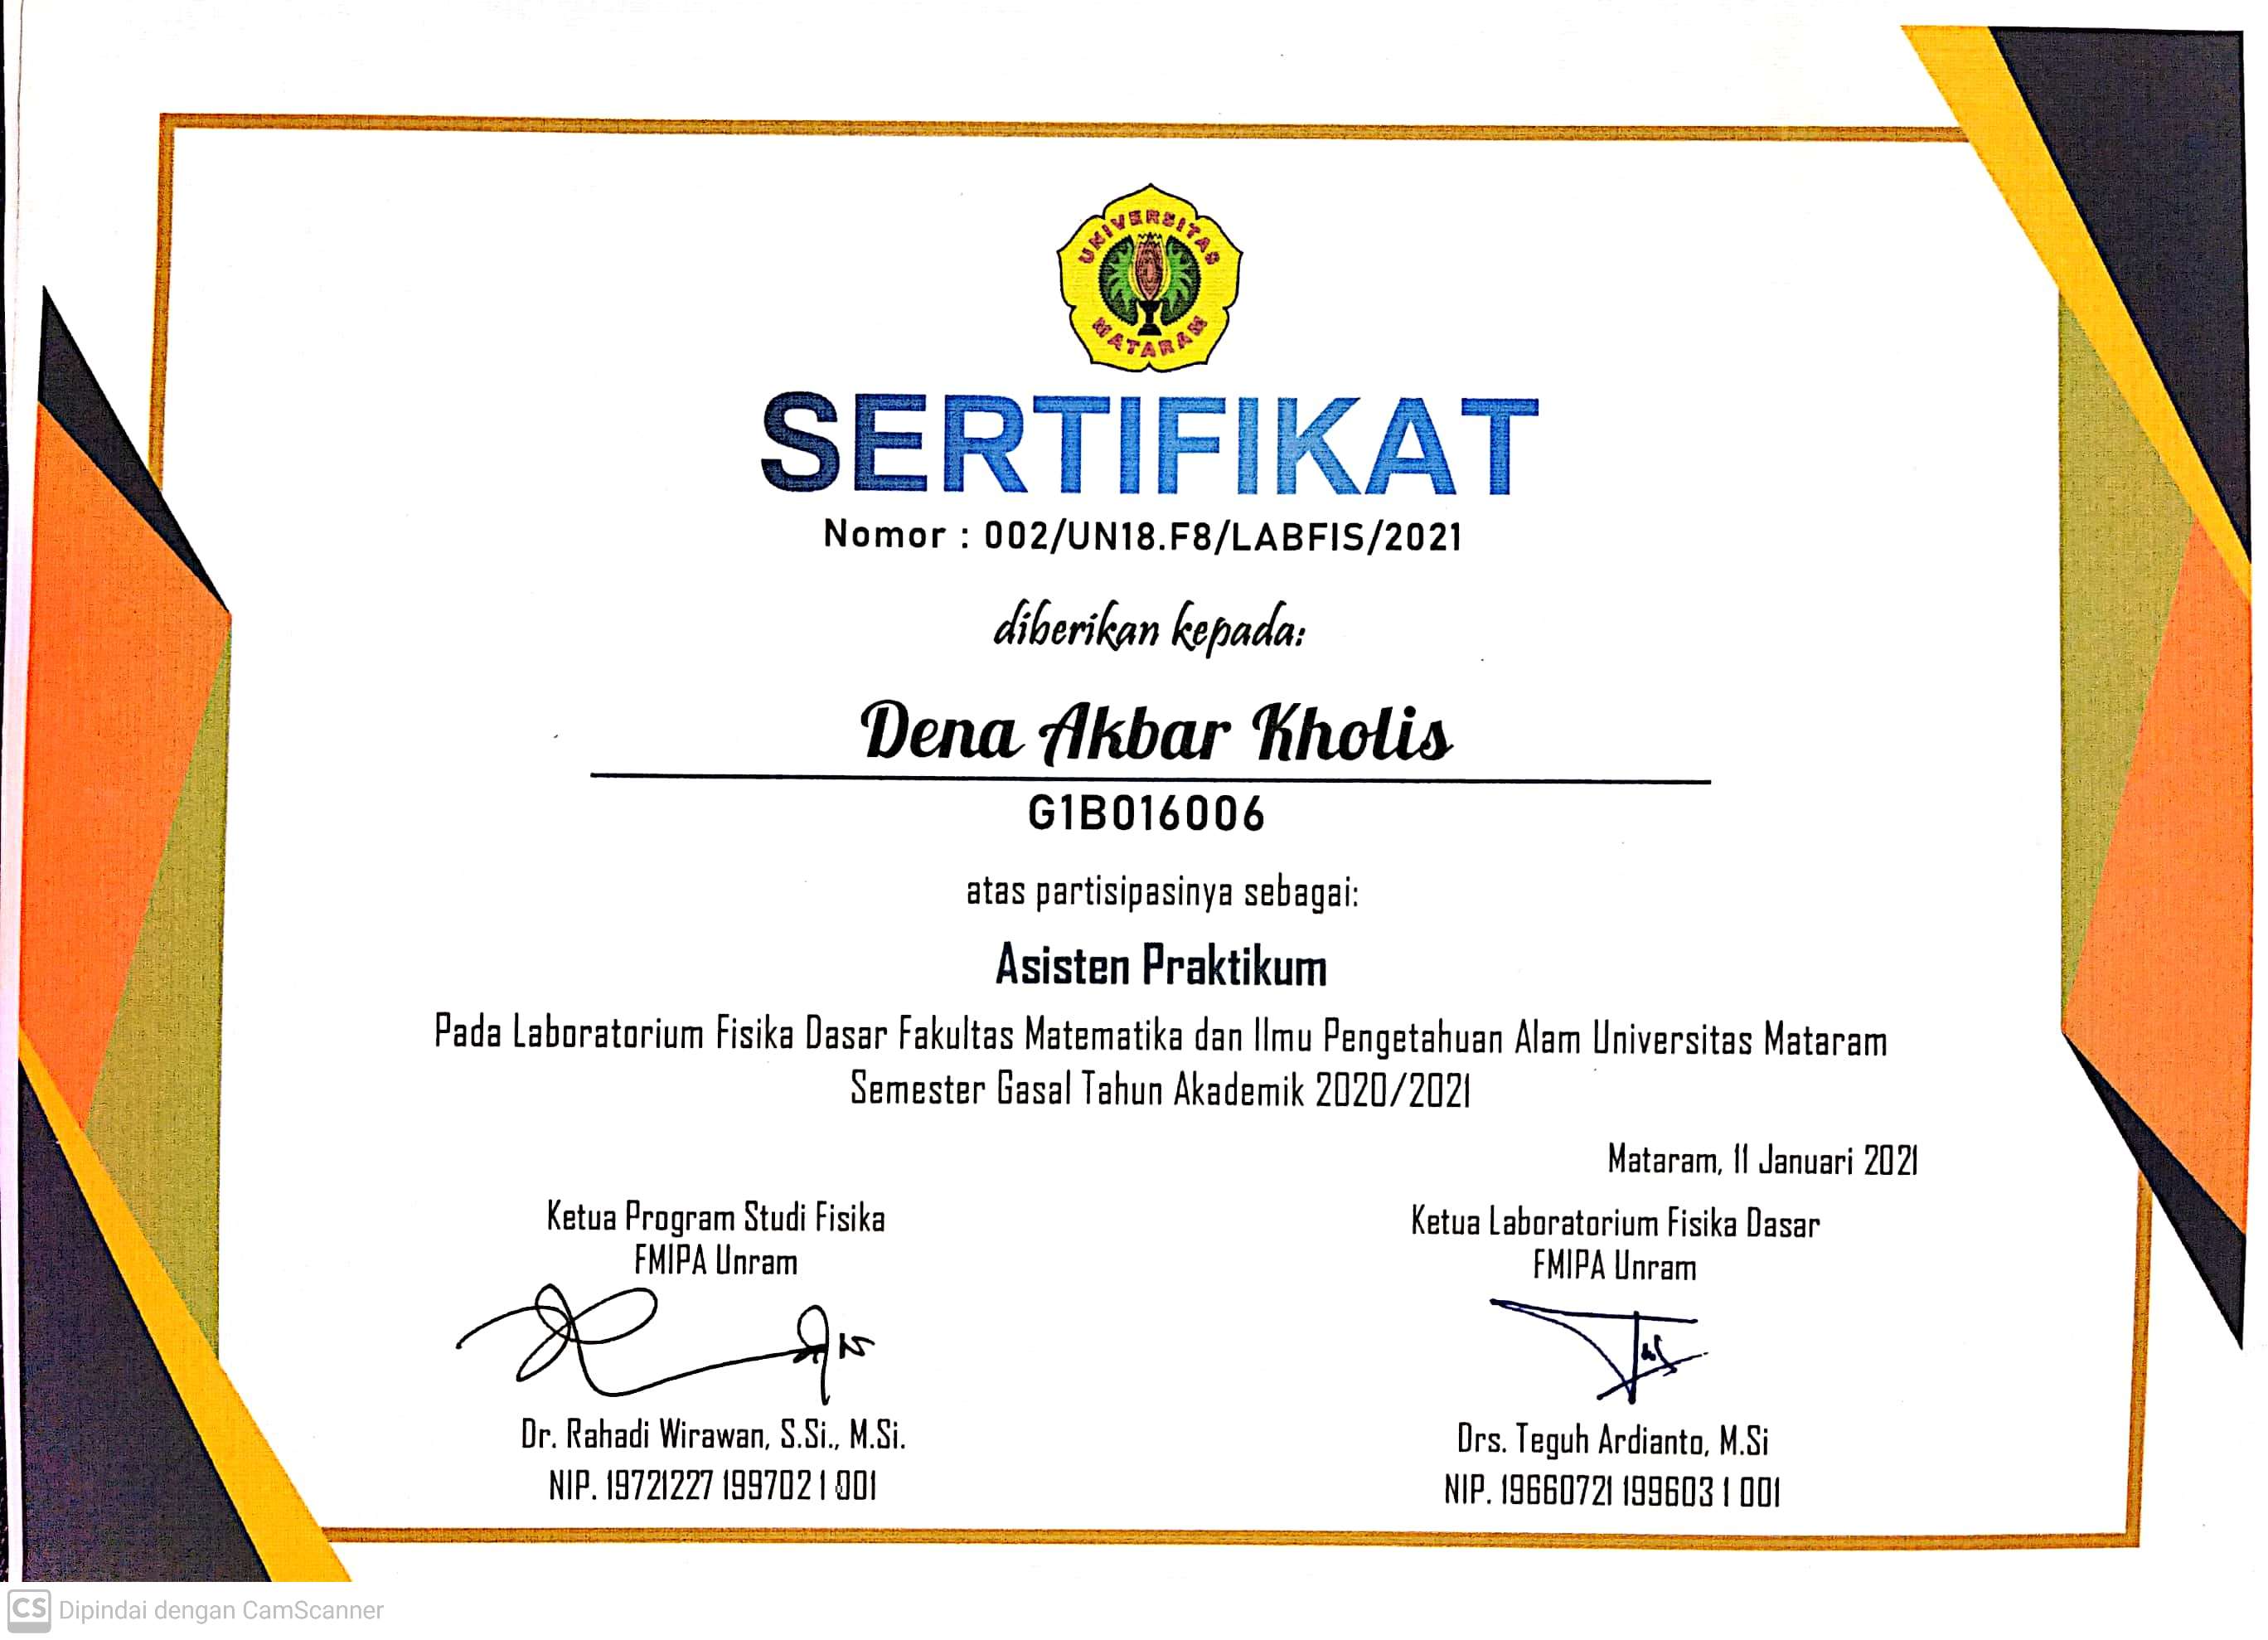 UNIVERSITAS
MATARAM
SERTIFIKAT
Nomor : 002/UN18.F8/LABFIS/2021
diberikan kepada:
Dena Akbar Kholis
G1B016006
atas partisipasinya sebagai:
Asisten Praktikum
Pada Laboratorium Fisika Dasar Fakultas Matematika dan Ilmu Pengetahuan Alam Universitas Mataram
Semester Gasal Tahun Akademik 2020/2021
Mataram, 11 Januari 2021
Ketua Program Studi Fisika
FMIPA Unram
Dr. Rahadi Wirawan, S.Si., M.Si.
NIP. 19721227 199702 1 001
Ketua Laboratorium Fisika Dasar
FMIPA Unram
Drs. Teguh Ardianto, M.Si
NIP. 19660721 199603 1 001
CS Dipindai dengan CamScanner